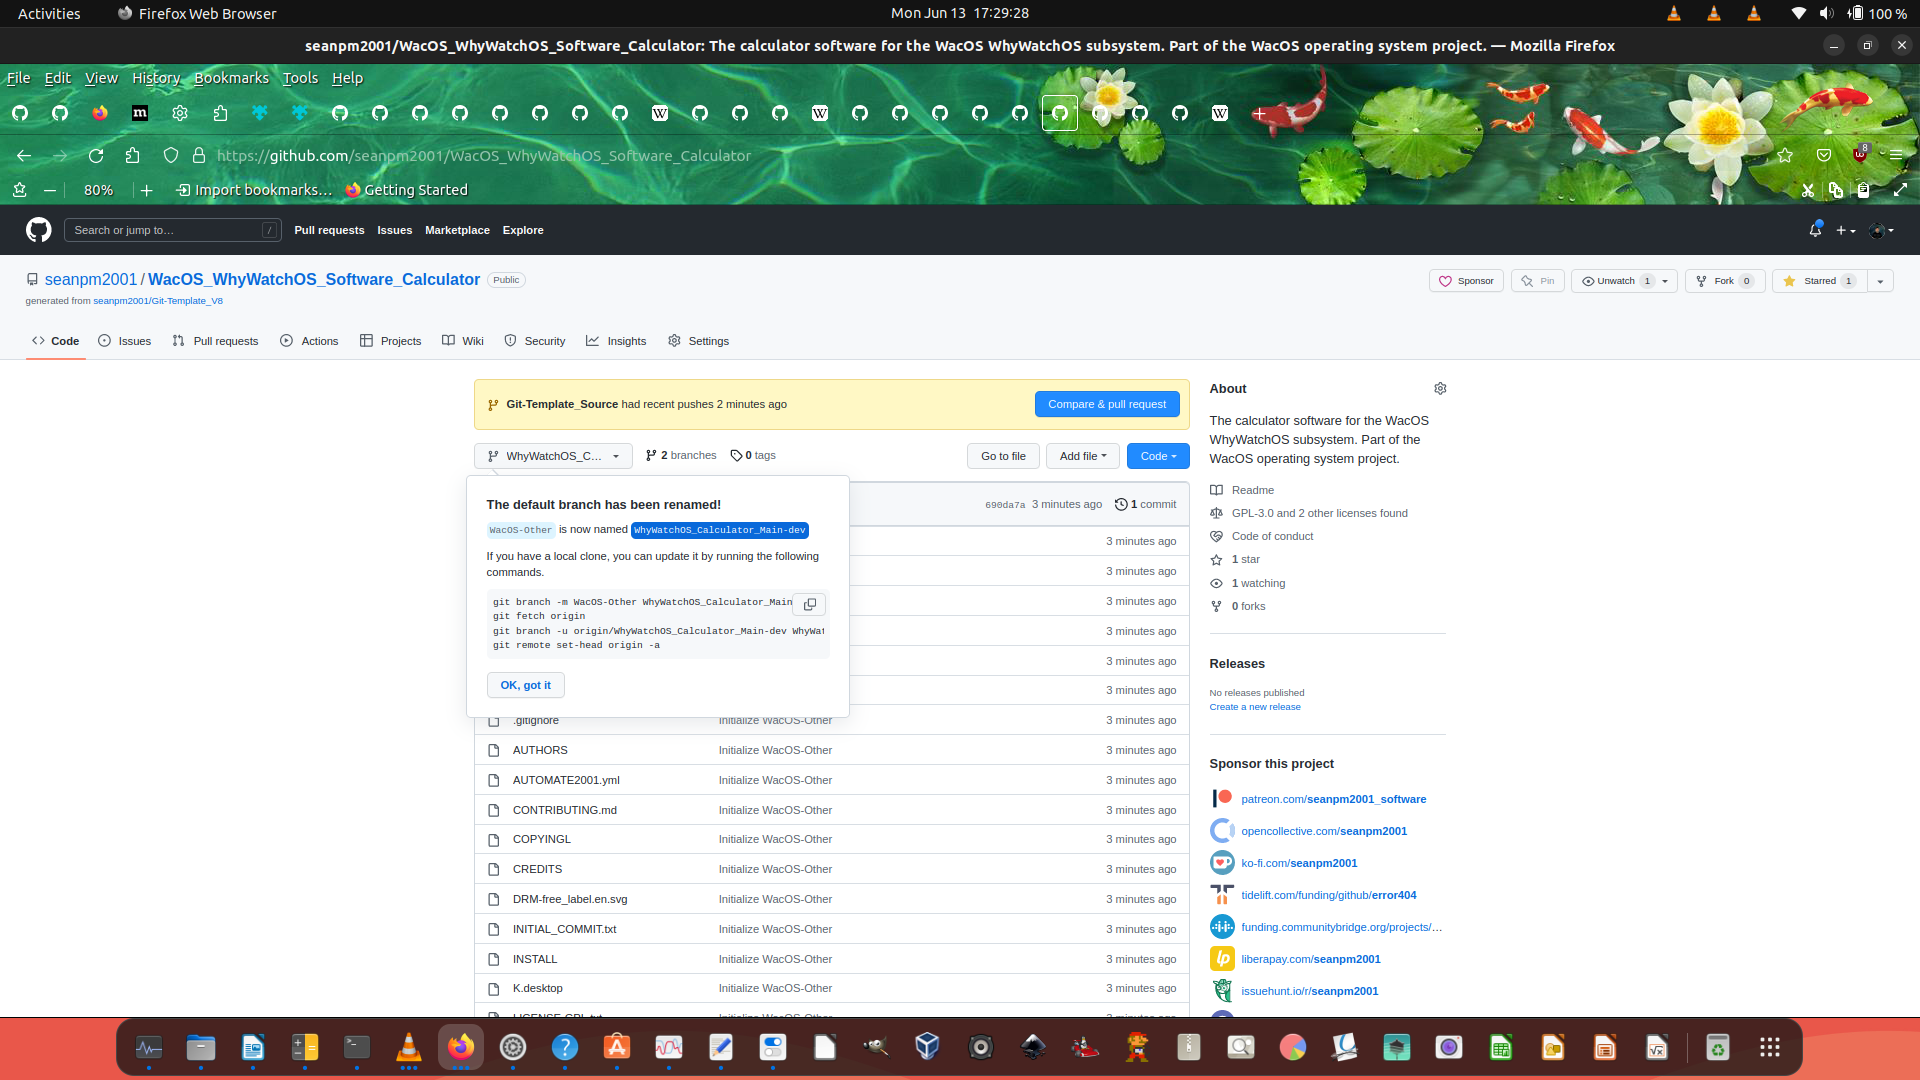 Activities
Firefox Web Browser
Mon Jun 13 17:29:28
100 %
seanpm2001/WacOS_WhyWatchOS_Software_Calculator: The calculator software for the WacOS WhyWatchOS subsystem. Part of the WacOS operating system project. — Mozilla Firefox
File Edit View History Bookmarks Tools Help
https://github.com/seanpm2001/WacOS_WhyWatchOS_Software_Calculator
8
80%
Import bookmarks…
Getting Started
Search or jump to…
/
Pull requests
Issues
Marketplace
Explore
seanpm2001 / WacOS_WhyWatchOS_Software_Calculator
Public
Sponsor
Pin
Unwatch 1
Fork 0
Starred 1
generated from seanpm2001/Git-Template_V8
Code
Issues
Pull requests
Actions
Projects
Wiki
Security
Insights
Settings
Git-Template_Source had recent pushes 2 minutes ago
Compare & pull request
WhyWatchOS_C...
2 branches
0 tags
Go to file
Add file
Code
690da7a 3 minutes ago
1 commit
The default branch has been renamed!
WacOS-Other is now named WhyWatchOS_Calculator_Main-dev
If you have a local clone, you can update it by running the following
commands.
git branch -m WacOS-Other WhyWatchOS_Calculator_Main
git fetch origin
git branch -u origin/WhyWatchOS_Calculator_Main-dev WhyWat
git remote set-head origin -a
OK, got it
3 minutes ago
3 minutes ago
3 minutes ago
3 minutes ago
3 minutes ago
3 minutes ago
.gitignore Initialize WacOS-Other 3 minutes ago
AUTHORS Initialize WacOS-Other 3 minutes ago
AUTOMATE2001.yml Initialize WacOS-Other 3 minutes ago
CONTRIBUTING.md Initialize WacOS-Other 3 minutes ago
COPYINGL Initialize WacOS-Other 3 minutes ago
CREDITS Initialize WacOS-Other 3 minutes ago
DRM-free_label.en.svg Initialize WacOS-Other 3 minutes ago
INITIAL_COMMIT.txt Initialize WacOS-Other 3 minutes ago
INSTALL Initialize WacOS-Other 3 minutes ago
K.desktop Initialize WacOS-Other 3 minutes ago
LICENSE-GPL.txt Initialize WacOS-Other 3 minutes ago
About
The calculator software for the WacOS
WhyWatchOS subsystem. Part of the
WacOS operating system project.
Readme
GPL-3.0 and 2 other licenses found
Code of conduct
1 star
1 watching
0 forks
Releases
No releases published
Create a new release
Sponsor this project
patreon.com/seanpm2001_software
opencollective.com/seanpm2001
ko-fi.com/seanpm2001
tidelift.com/funding/github/error404
funding.communitybridge.org/projects/…
liberapay.com/seanpm2001
issuehunt.io/r/seanpm2001